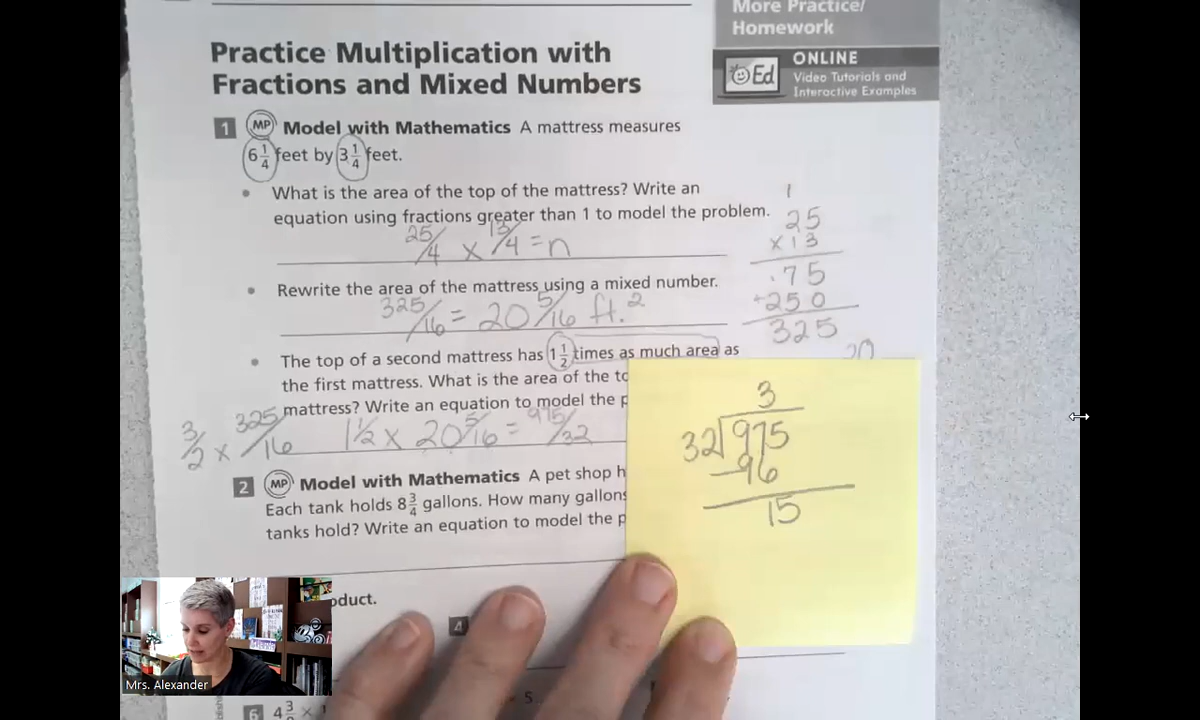 More Practice/
Homework
Practice Multiplication with
Fractions and Mixed Numbers
Ed
ONLINE
Video Tutorials and
Interactive Examples
1 MP Model with Mathematics A mattress measures
6 1/4 feet by 3 1/4 feet.
• What is the area of the top of the mattress? Write an
equation using fractions greater than 1 to model the problem.
25/4 × 13/4 = n
• Rewrite the area of the mattress using a mixed number.
325/16 = 20 5/16 ft.²
1
25
×13
75
+250
325
20
• The top of a second mattress has 1 1/2 times as much area as
the first mattress. What is the area of the
mattress? Write an equation to model the
3/2 × 325/16 1 1/2 × 20 5/16 = 975/32
3
32 975
-96
15
2 MP Model with Mathematics A pet shop
Each tank holds 8 3/4 gallons. How many gallons
tanks hold? Write an equation to model the
oduct.
4
5.
6 4 3
Mrs. Alexander